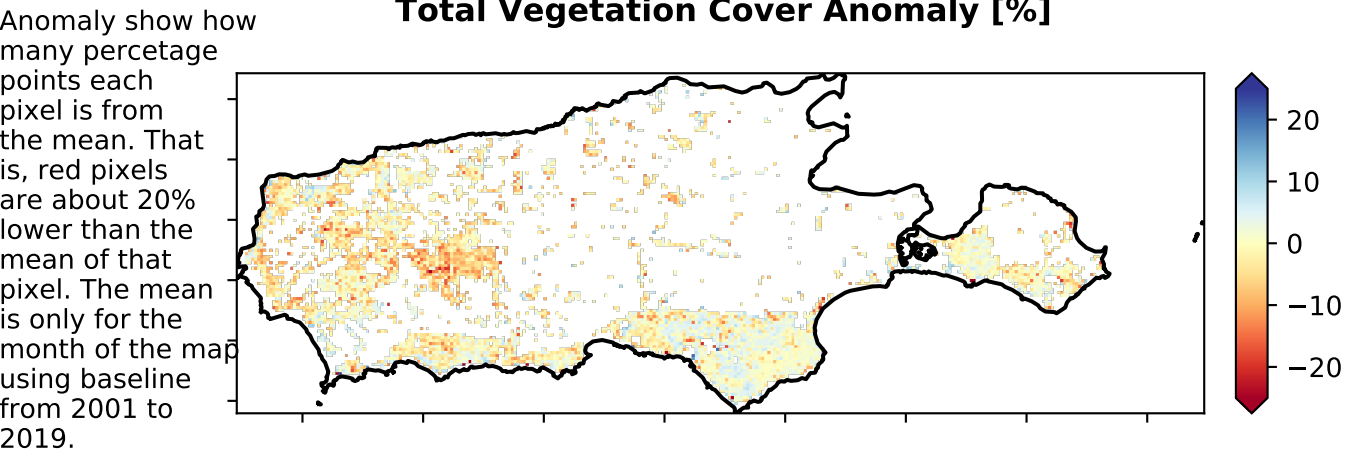 Total Vegetation Cover Anomaly [%]
Anomaly show how
many percetage
points each
pixel is from
the mean. That
is, red pixels
are about 20%
lower than the
mean of that
pixel. The mean
is only for the
month of the map
using baseline
from 2001 to
2019.
20
10
0
−10
−20